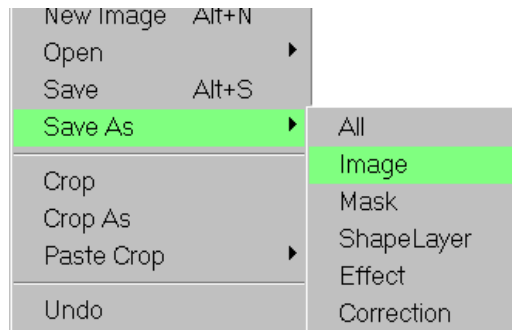 New Image Alt+N
Open
Save Alt+S
Save As
Crop
Crop As
Paste Crop
Undo
All
Image
Mask
ShapeLayer
Effect
Correction